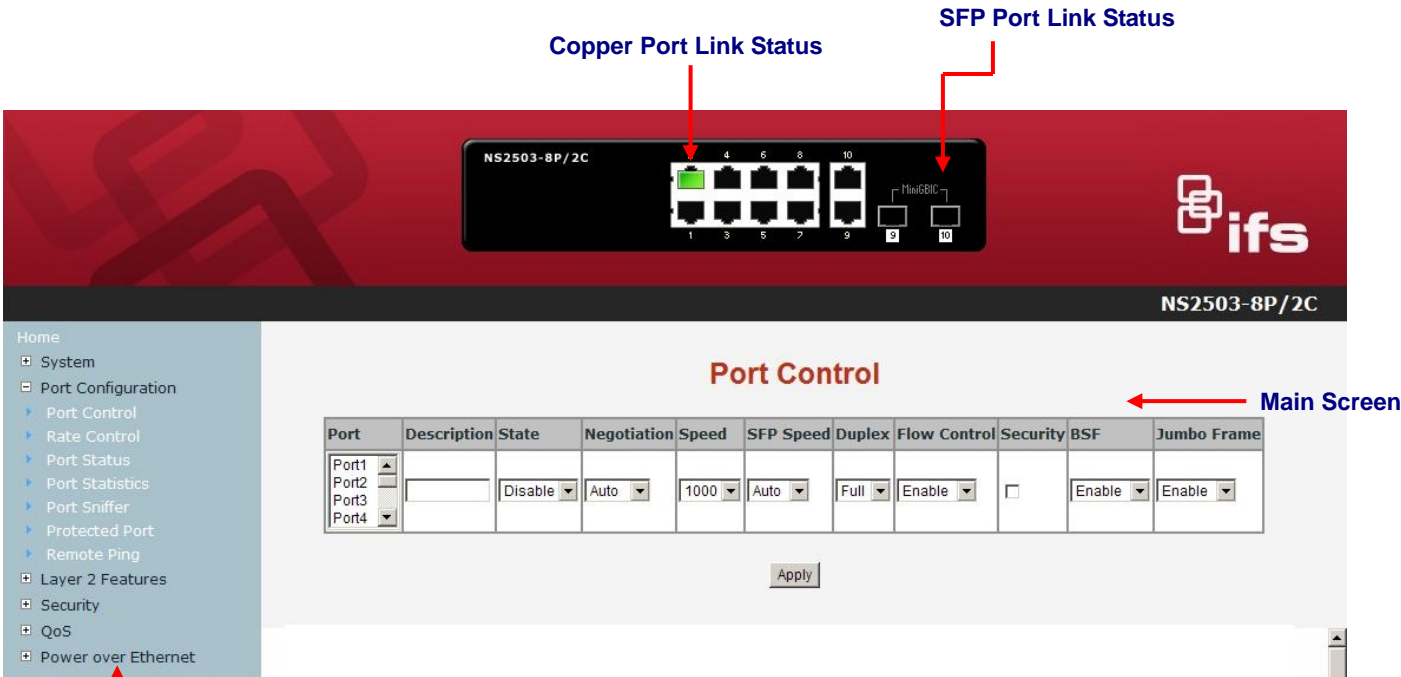 SFP Port Link Status
Copper Port Link Status
NS2503-8P/2C
4 6 8 10
MiniGBIC
1 3 5 7 9 9 10
ifs
NS2503-8P/2C
Home
System
Port Configuration
Port Control
Rate Control
Port Status
Port Statistics
Port Sniffer
Protected Port
Remote Ping
Layer 2 Features
Security
QoS
Power over Ethernet
Port Control
Main Screen
Port Description State Negotiation Speed SFP Speed Duplex Flow Control Security BSF Jumbo Frame
Port1
Port2
Port3
Port4
Disable Auto 1000 Auto Full Enable Enable Enable
Apply